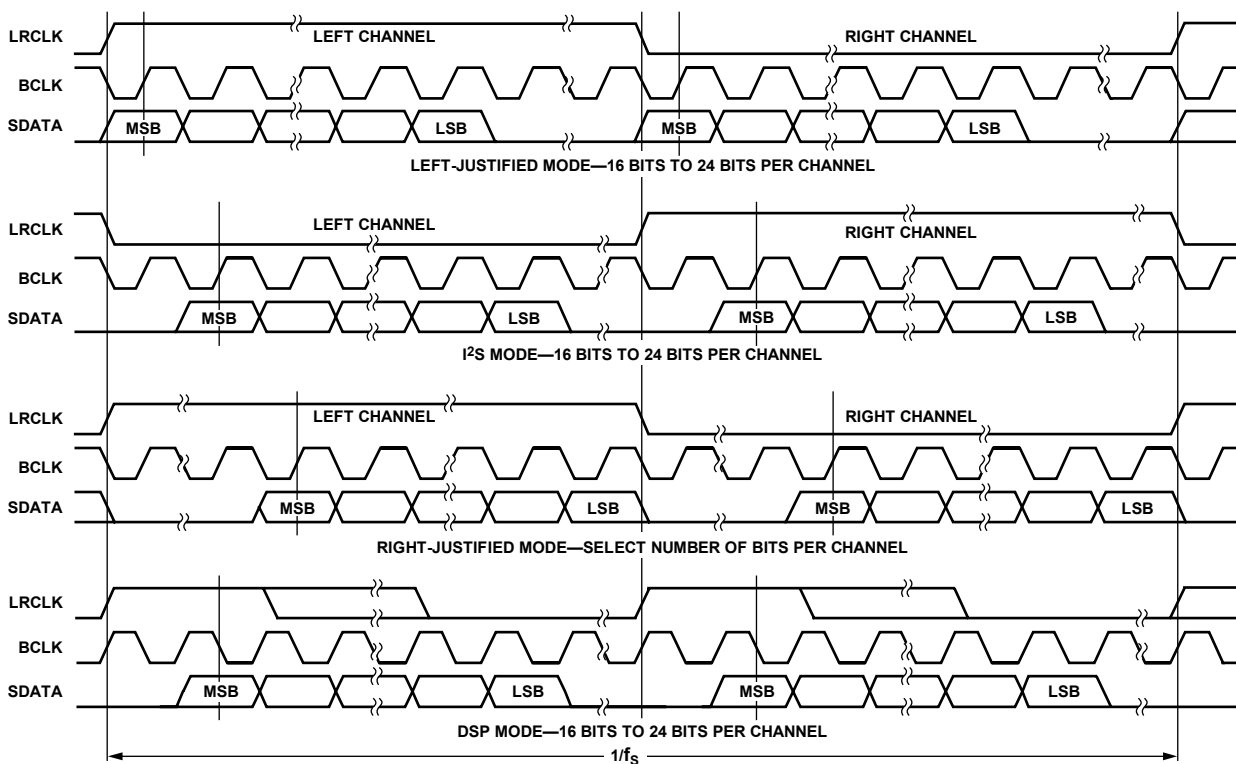 LRCLK LEFT CHANNEL RIGHT CHANNEL
BCLK
SDATA MSB LSB MSB LSB
LEFT-JUSTIFIED MODE—16 BITS TO 24 BITS PER CHANNEL
LRCLK LEFT CHANNEL RIGHT CHANNEL
BCLK
SDATA MSB LSB MSB LSB
I²S MODE—16 BITS TO 24 BITS PER CHANNEL
LRCLK LEFT CHANNEL RIGHT CHANNEL
BCLK
SDATA MSB LSB MSB LSB
RIGHT-JUSTIFIED MODE—SELECT NUMBER OF BITS PER CHANNEL
LRCLK
BCLK
SDATA MSB LSB MSB LSB
DSP MODE—16 BITS TO 24 BITS PER CHANNEL
1/fS